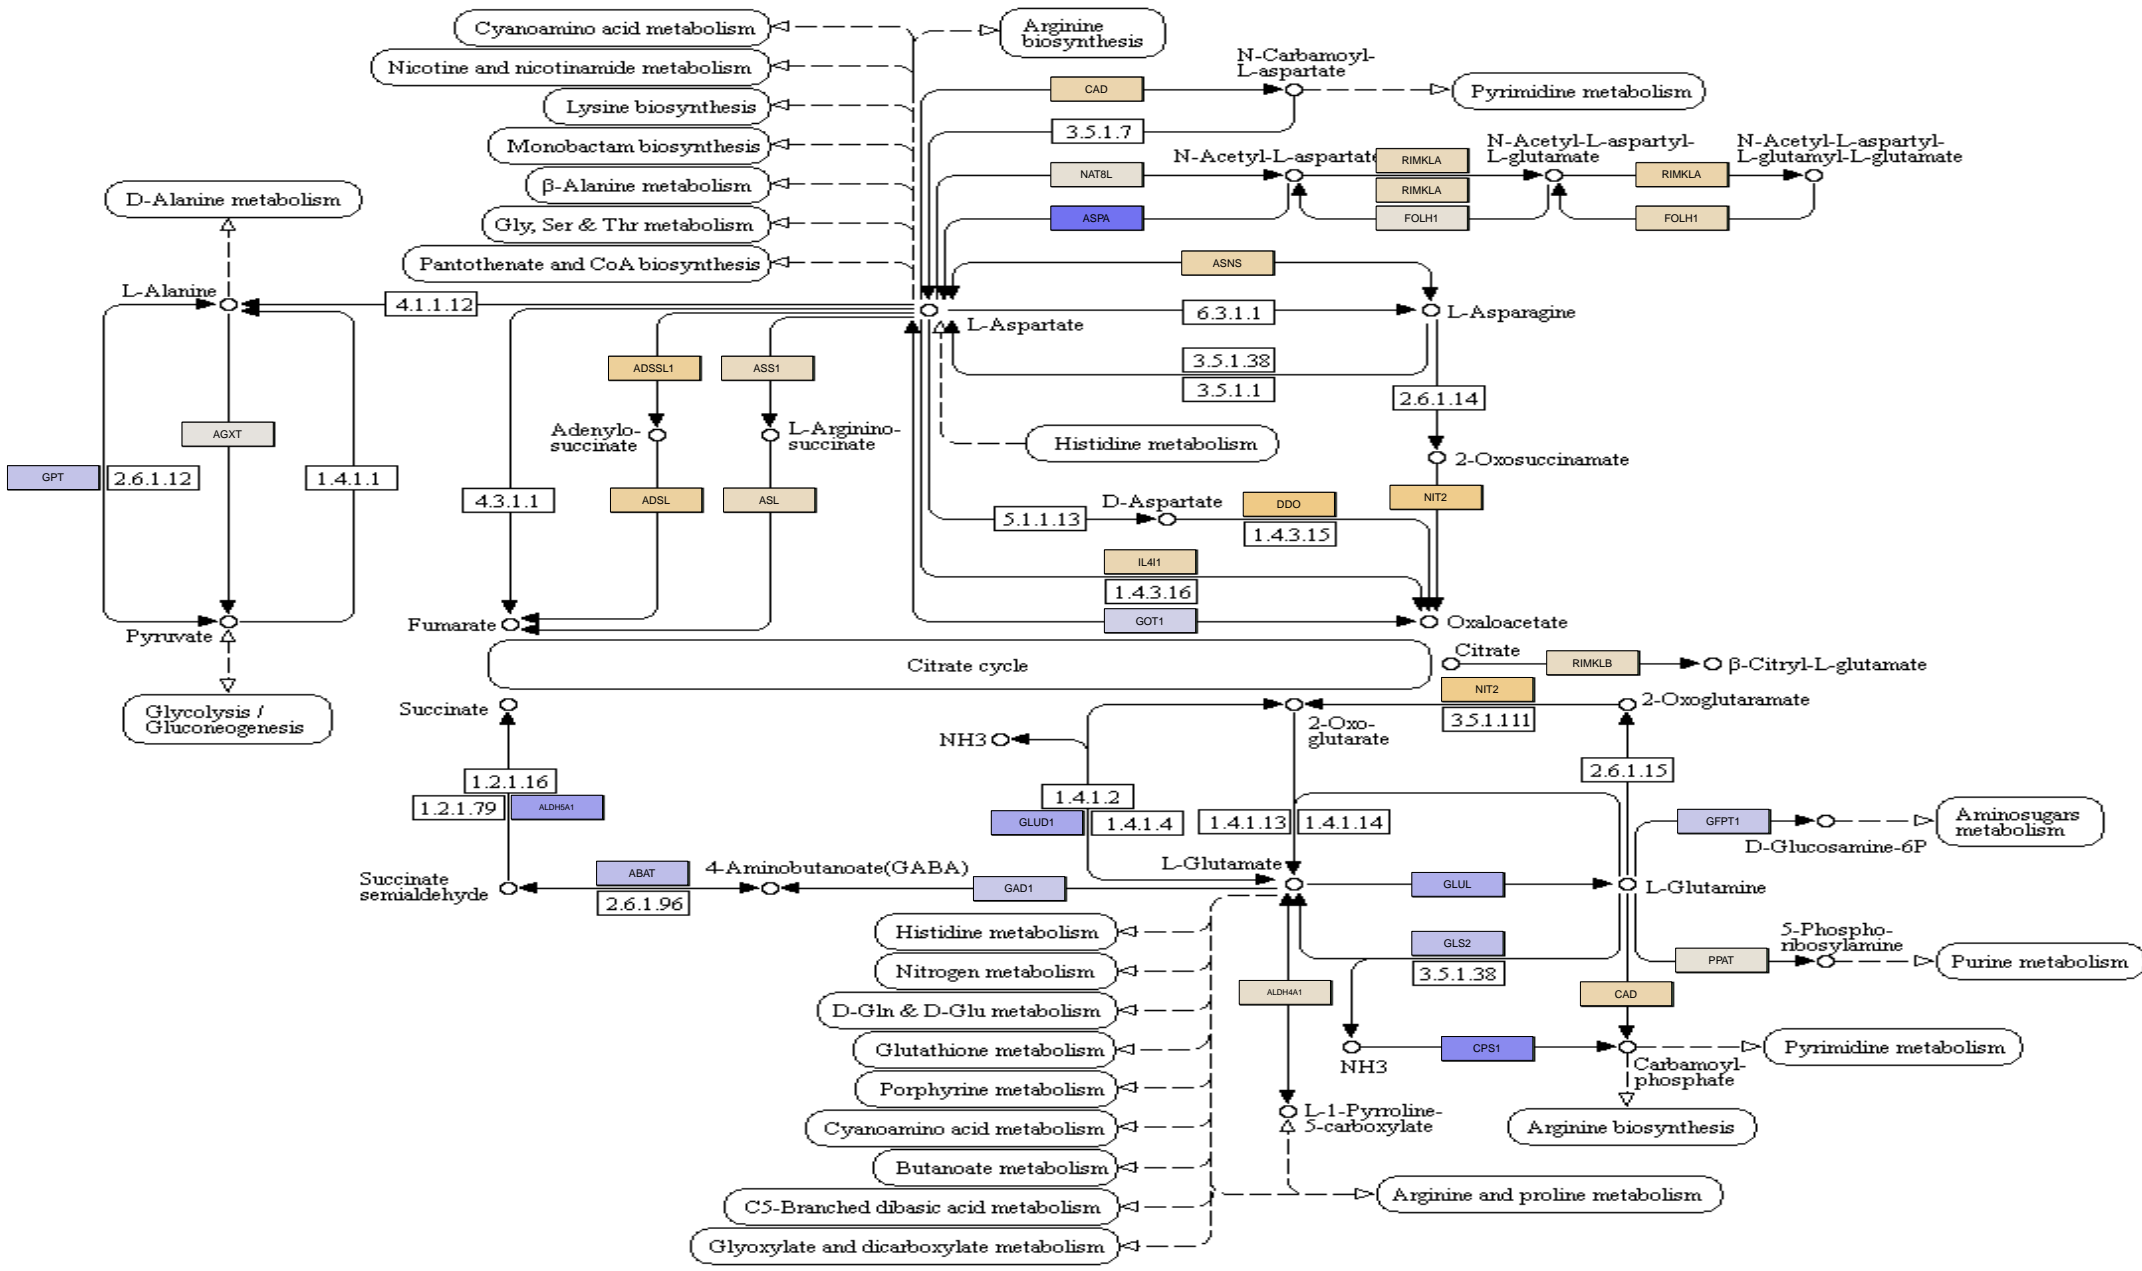 Cyanoamino acid metabolism
Arginine
biosynthesis
Nicotine and nicotinamide metabolism
N-Carbamoyl-
L-aspartate
CAD
Pyrimidine metabolism
Lysine biosynthesis
3.5.1.7
Monobactam biosynthesis
N-Acetyl-L-aspartate
RIMKLA
N-Acetyl-L-aspartyl-
L-glutamate
N-Acetyl-L-aspartyl-
L-glutamyl-L-glutamate
NAT8L
RIMKLA
RIMKLA
β-Alanine metabolism
D-Alanine metabolism
ASPA
FOLH1
FOLH1
Gly, Ser & Thr metabolism
Pantothenate and CoA biosynthesis
ASNS
L-Alanine
4.1.1.12
L-Aspartate
6.3.1.1
L-Asparagine
ADSSL1
ASS1
3.5.1.38
3.5.1.1
2.6.1.14
AGXT
Adenylo-
succinate
L-Arginino-
succinate
Histidine metabolism
2-Oxosuccinamate
GPT
2.6.1.12
1.4.1.1
4.3.1.1
ADSL
ASL
D-Aspartate
DDO
NIT2
5.1.1.13
1.4.3.15
IL4I1
1.4.3.16
Pyruvate
Fumarate
GOT1
Oxaloacetate
Citrate cycle
Citrate
RIMKLB
β-Citryl-L-glutamate
Glycolysis /
Gluconeogenesis
Succinate
NH3
2-Oxo-
glutarate
NIT2
3.5.1.111
2-Oxoglutaramate
1.2.1.16
1.2.1.79
ALDH5A1
1.4.1.2
GLUD1
1.4.1.4
1.4.1.13
1.4.1.14
2.6.1.15
GFPT1
Aminosugars
metabolism
D-Glucosamine-6P
Succinate
semialdehyde
ABAT
2.6.1.96
4-Aminobutanoate(GABA)
GAD1
L-Glutamate
GLUL
L-Glutamine
Histidine metabolism
GLS2
3.5.1.38
5-Phospho-
ribosylamine
PPAT
Purine metabolism
Nitrogen metabolism
ALDH4A1
CAD
D-Gln & D-Glu metabolism
Glutathione metabolism
NH3
CPS1
Carbamoyl-
phosphate
Pyrimidine metabolism
Porphyrine metabolism
L-1-Pyrroline-
5-carboxylate
Arginine biosynthesis
Cyanoamino acid metabolism
Butanoate metabolism
Arginine and proline metabolism
C5-Branched dibasic acid metabolism
Glyoxylate and dicarboxylate metabolism